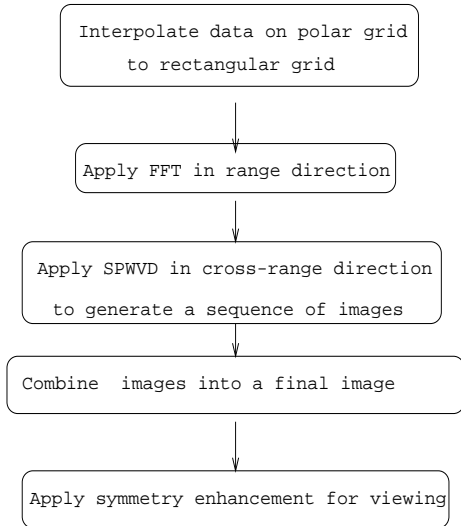 Interpolate data on polar grid
to rectangular grid
Apply FFT in range direction
Apply SPWVD in cross-range direction
to generate a sequence of images
Combine images into a final image
Apply symmetry enhancement for viewing